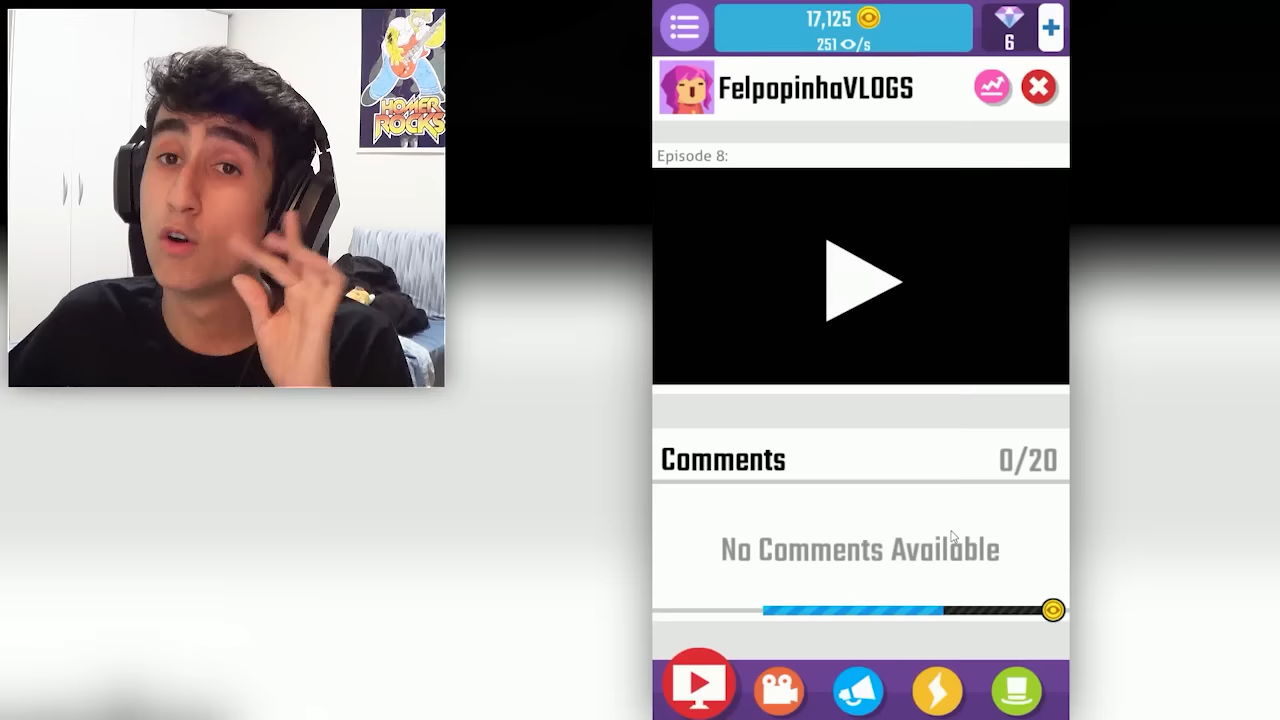 HOMER
ROCKS
17,125
251 /s
6
FelpopinhaVLOGS
Episode 8:
Comments
0/20
No Comments Available